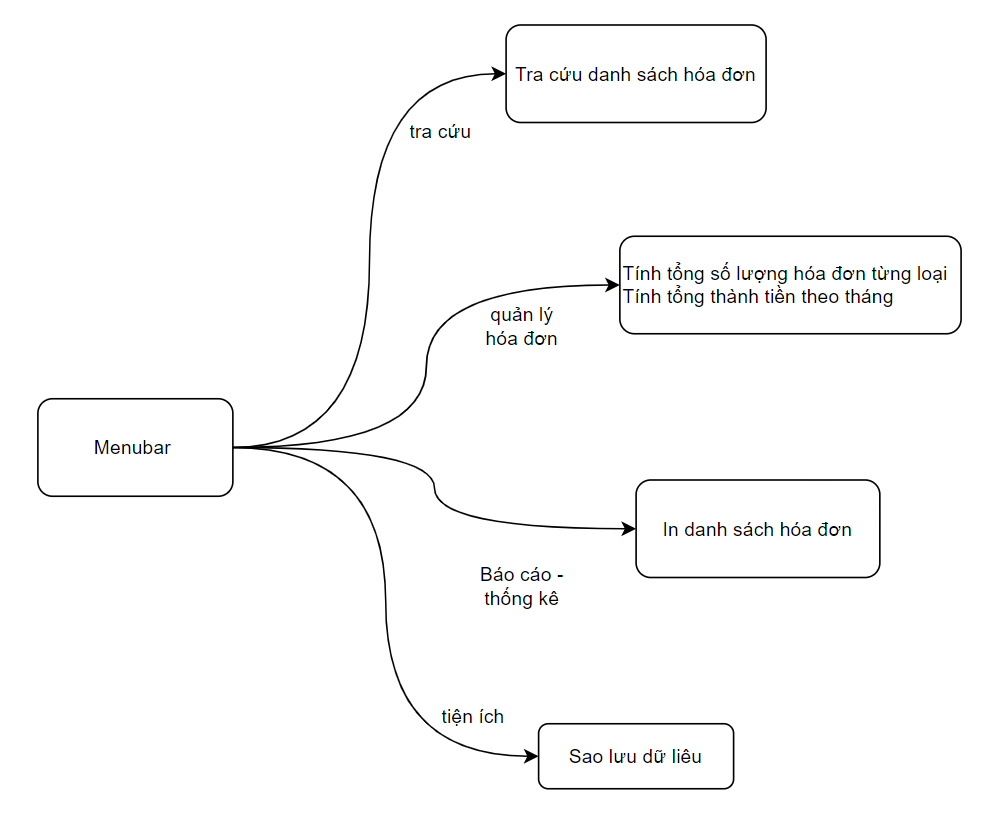 Tra cứu danh sách hóa đơn
tra cứu
Tính tổng số lượng hóa đơn từng loại
Tính tổng thành tiền theo tháng
quản lý
hóa đơn
Menubar
In danh sách hóa đơn
Báo cáo -
thống kê
tiện ích
Sao lưu dữ liêu